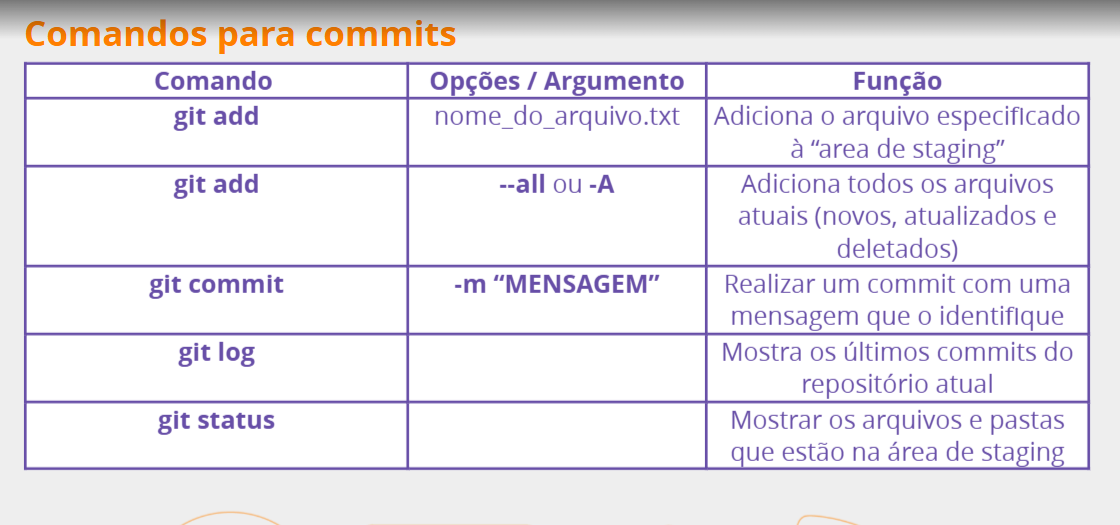 Comandos para commits
Comando Opções / Argumento Função
git add nome_do_arquivo.txt Adiciona o arquivo especificado
à “area de staging”
git add --all ou -A Adiciona todos os arquivos
atuais (novos, atualizados e
deletados)
git commit -m “MENSAGEM” Realizar um commit com uma
mensagem que o identifique
git log Mostra os últimos commits do
repositório atual
git status Mostrar os arquivos e pastas
que estão na área de staging